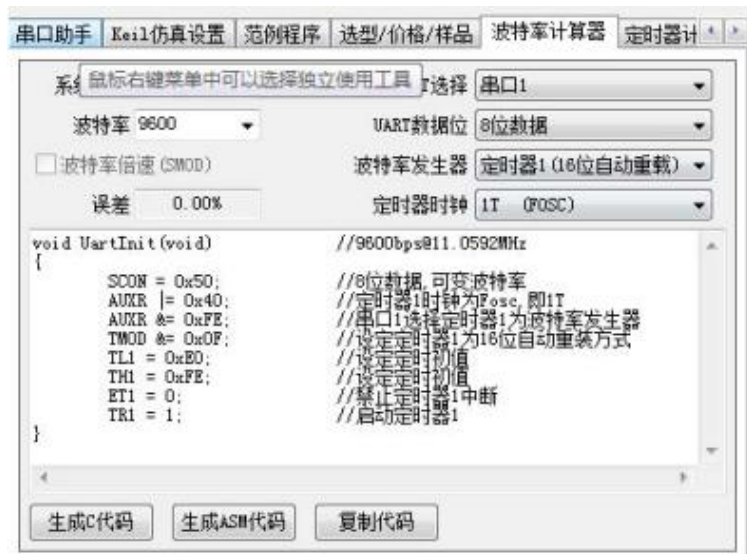 串口助手 Keil仿真设置 范例程序 选型/价格/样品 波特率计算器 定时器计
鼠标右键菜单中可以选择独立使用工具
系 T选择 串口1
波特率 9600 UART数据位 8位数据
波特率倍速(SMOD) 波特率发生器 定时器1(16位自动重载)
误差 0.00% 定时器时钟 1T (FOSC)
void UartInit(void) //9600bps@11.0592MHz
{
SCON = 0x50; //8位数据,可变波特率
AUXR |= 0x40; //定时器1时钟为Fosc,即1T
AUXR &= 0xFE; //串口1选择定时器1为波特率发生器
TMOD &= 0x0F; //设定定时器1为16位自动重装方式
TL1 = 0xE0; //设定定时初值
TH1 = 0xFE; //设定定时初值
ET1 = 0; //禁止定时器1中断
TR1 = 1; //启动定时器1
}
生成C代码 生成ASM代码 复制代码